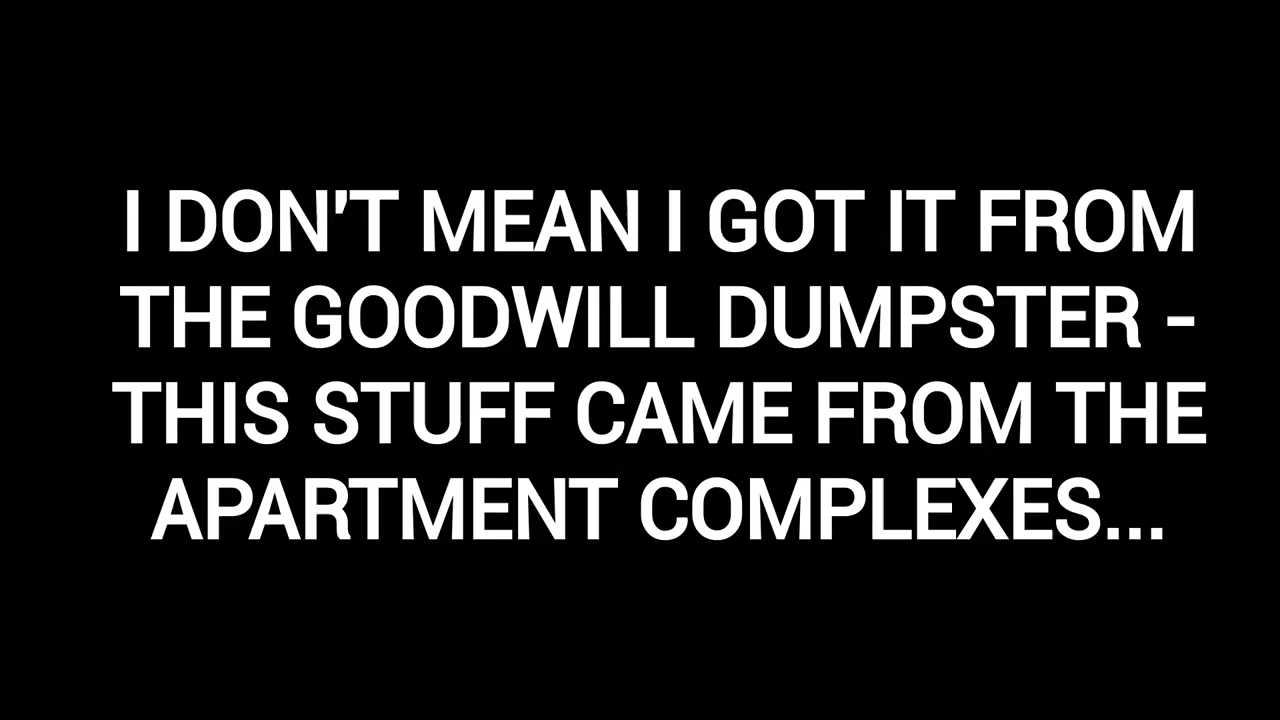 I DON'T MEAN I GOT IT FROM
THE GOODWILL DUMPSTER -
THIS STUFF CAME FROM THE
APARTMENT COMPLEXES...